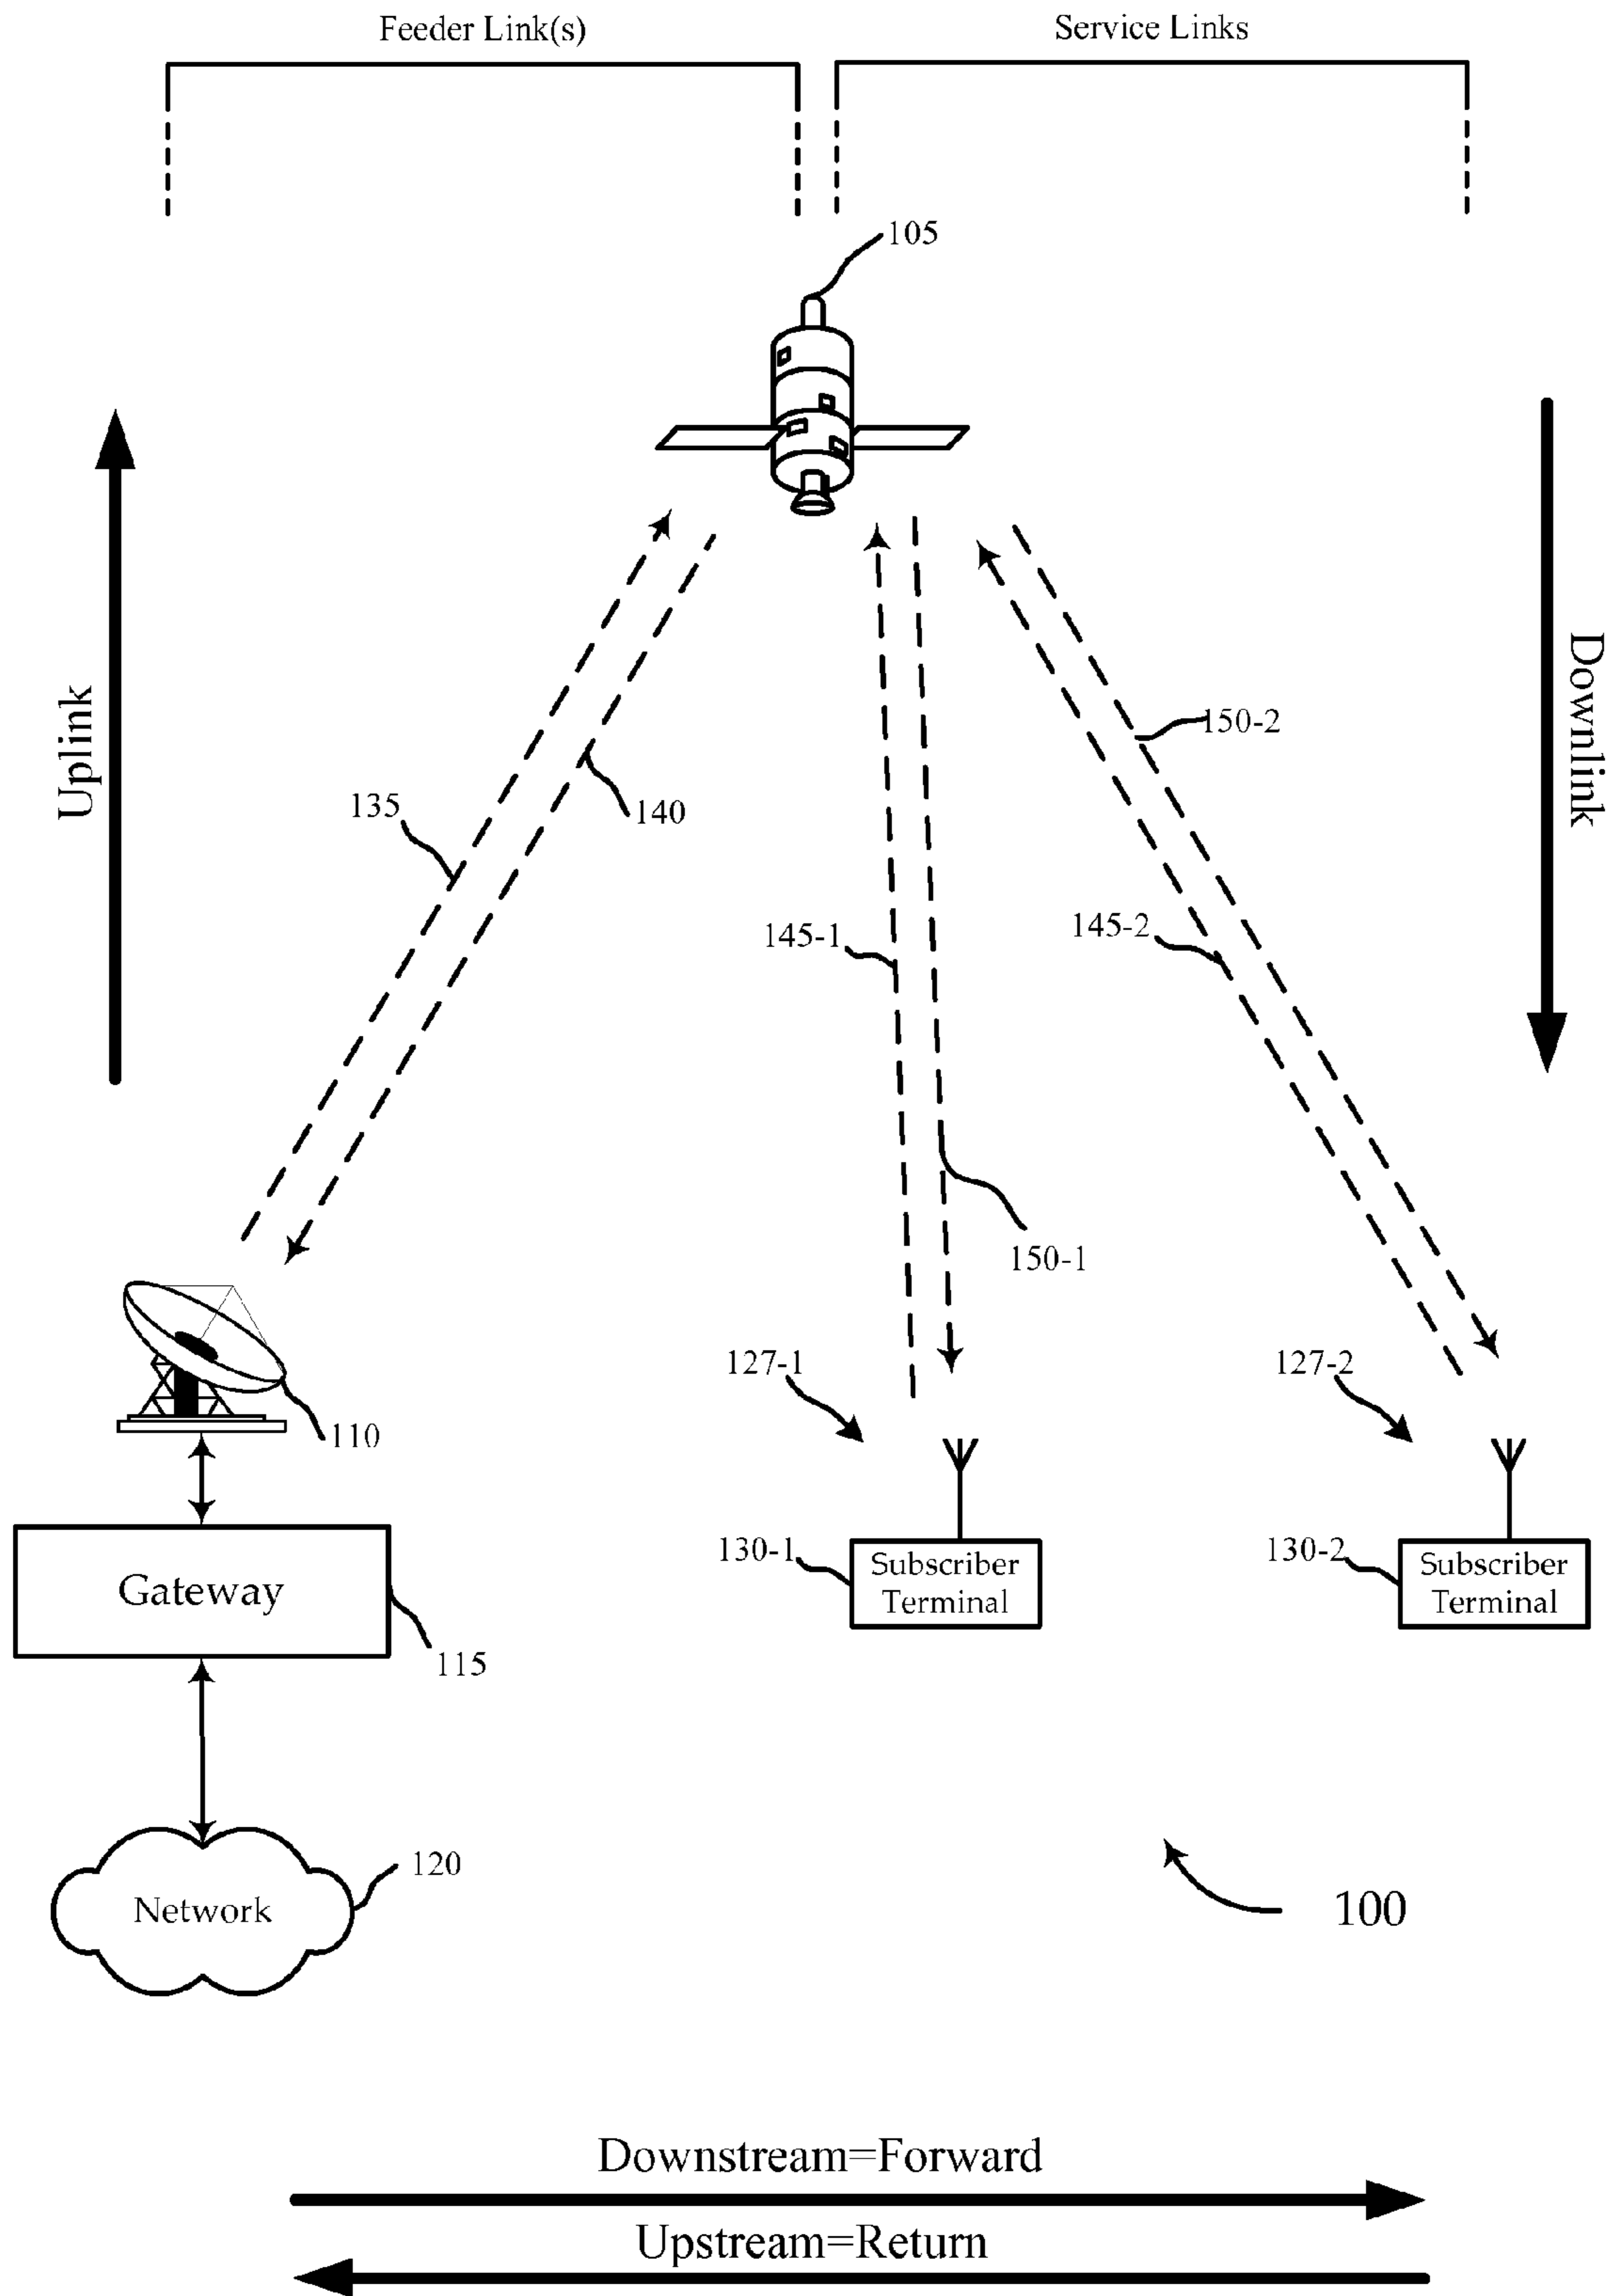 Feeder Link(s)
Service Links
105
Uplink
Downlink
150-2
135
140
145-1
145-2
150-1
127-1
127-2
110
130-1
Subscriber
Terminal
130-2
Subscriber
Terminal
Gateway
115
120
Network
100
Downstream=Forward
Upstream=Return